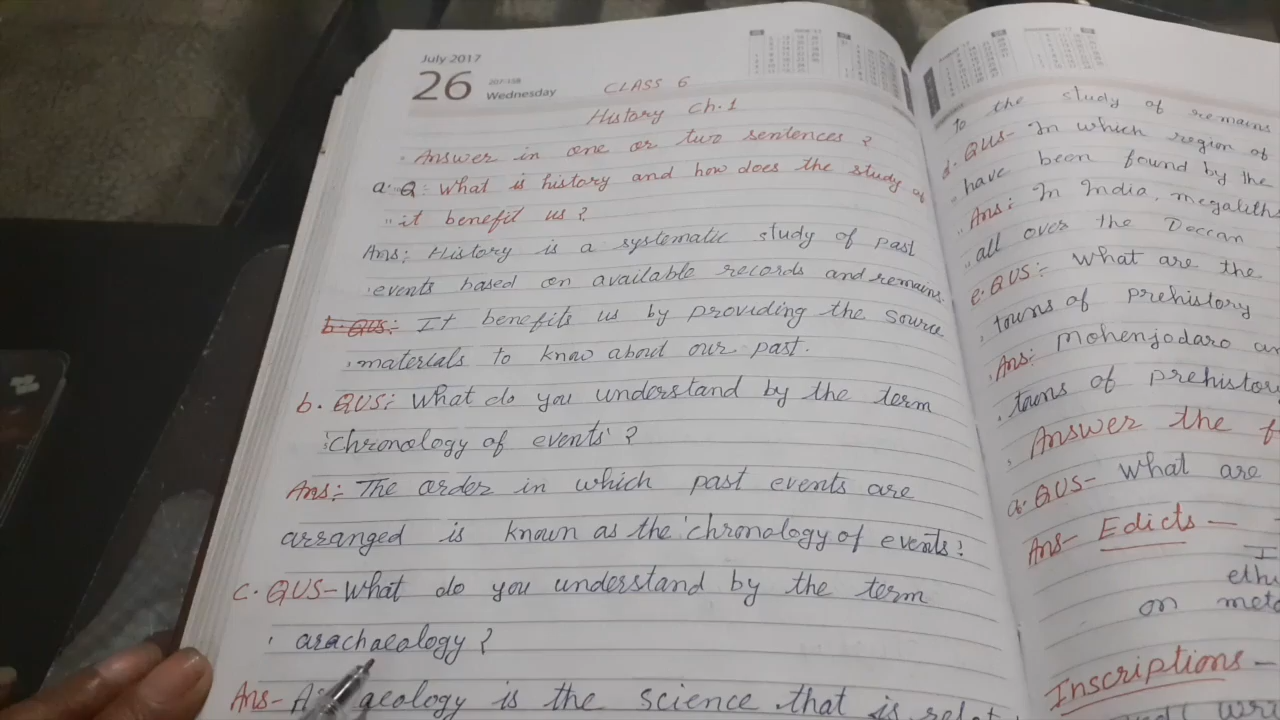 July 2017
26
Wednesday
CLASS 6
History Ch.1
Answer in one or two sentences ?
a. Q: What is history and how does the study of
it benefit us ?
Ans: History is a systematic study of past
events based on available records and remains.
b. QUS:- It benefits us by providing the source
materials to know about our past.
b. QUS: What do you understand by the term
'chronology of events' ?
Ans:- The order in which past events are
arranged is known as the 'chronology of events'?
C. QUS- What do you understand by the term
arachaeology ?
Ans- aeology is the science that is
to the study of remains
d. QUS- In which region of
have been found by the
Ans: In India, megaliths
all over the Deccan
e. QUS:- What are the
towns of prehistory
Ans: Mohenjodaro
towns of
Answer the
a. QUS- What are
Ans- Edicts -
on
Inscriptions -